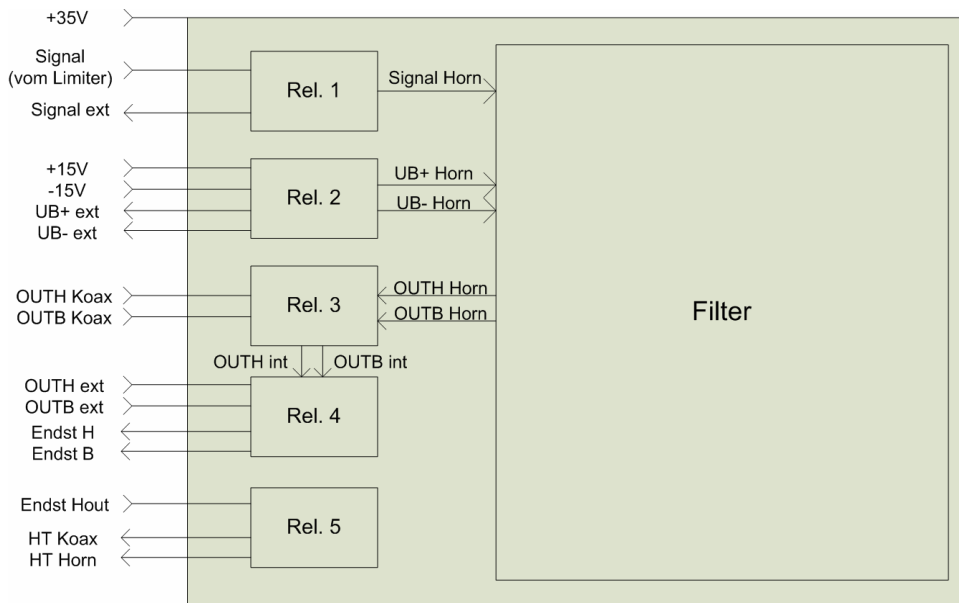 +35V
Signal
(vom Limiter)
Signal ext
Rel. 1
Signal Horn
+15V
-15V
UB+ ext
UB- ext
Rel. 2
UB+ Horn
UB- Horn
OUTH Koax
OUTB Koax
Rel. 3
OUTH Horn
OUTB Horn
Filter
OUTH int
OUTB int
OUTH ext
OUTB ext
Endst H
Endst B
Rel. 4
Endst Hout
HT Koax
HT Horn
Rel. 5